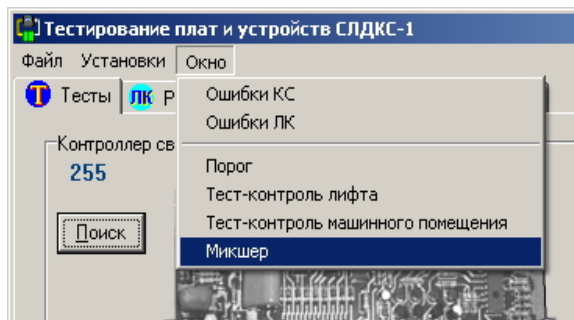 Тестирование плат и устройств СЛДКС-1
Файл Установки Окно
Тесты ЛК Р
Ошибки КС
Ошибки ЛК
Порог
Тест-контроль лифта
Тест-контроль машинного помещения
Микшер
Контроллер св
255
Поиск